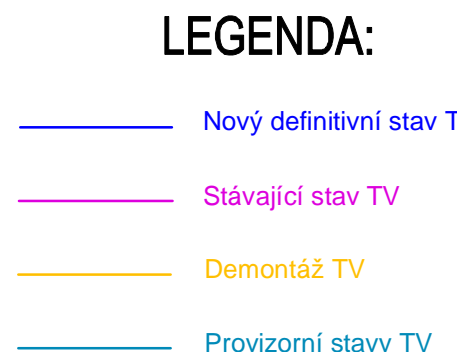 LEGENDA:
Nový definitivní stav T
Stávající stav TV
Demontáž TV
Provizorní stavy TV